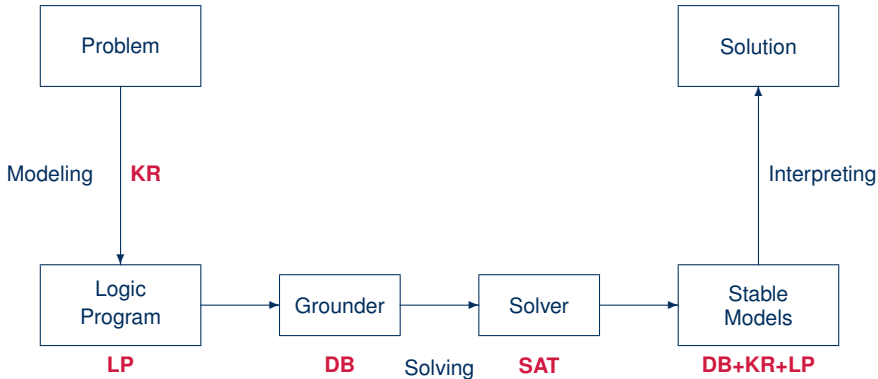 Problem
Solution
Modeling KR
Interpreting
Logic
Program
Grounder
Solver
Stable
Models
LP
DB
Solving
SAT
DB+KR+LP